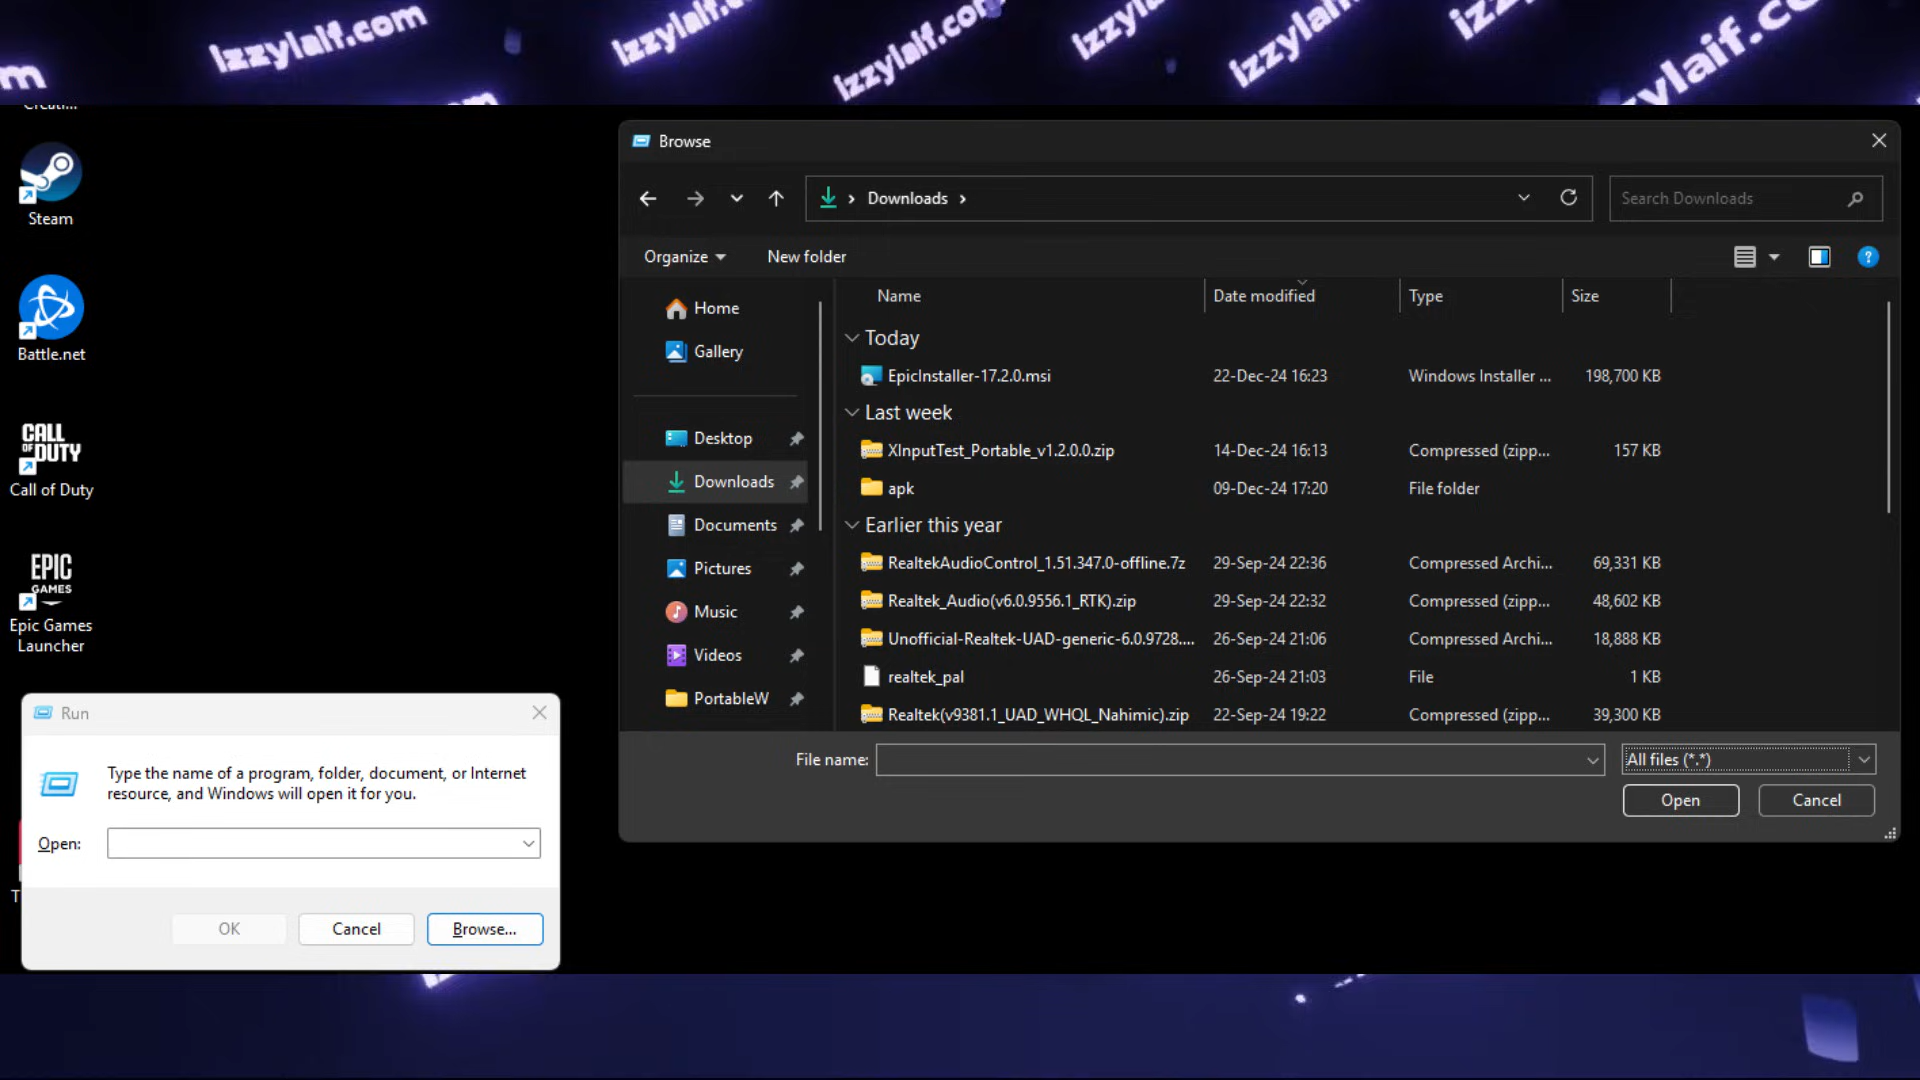 Izzylaif.com
Izzylaif.com
Izzylaif.com
Steam
Battle.net
CALL OF DUTY
Call of Duty
EPIC
GAMES
Epic Games
Launcher
Run
Type the name of a program, folder, document, or Internet
resource, and Windows will open it for you.
Open:
OK Cancel Browse...
Browse
Downloads
Search Downloads
Organize New folder
Home
Gallery
Desktop
Downloads
Documents
Pictures
Music
Videos
PortableW
Name Date modified Type Size
Today
EpicInstaller-17.2.0.msi 22-Dec-24 16:23 Windows Installer ... 198,700 KB
Last week
XInputTest_Portable_v1.2.0.0.zip 14-Dec-24 16:13 Compressed (zipp... 157 KB
apk 09-Dec-24 17:20 File folder
Earlier this year
RealtekAudioControl_1.51.347.0-offline.7z 29-Sep-24 22:36 Compressed Archi... 69,331 KB
Realtek_Audio(v6.0.9556.1_RTK).zip 29-Sep-24 22:32 Compressed (zipp... 48,602 KB
Unofficial-Realtek-UAD-generic-6.0.9728.... 26-Sep-24 21:06 Compressed Archi... 18,888 KB
realtek_pal 26-Sep-24 21:03 File 1 KB
Realtek(v9381.1_UAD_WHQL_Nahimic).zip 22-Sep-24 19:22 Compressed (zipp... 39,300 KB
File name: All files (*.*)
Open Cancel